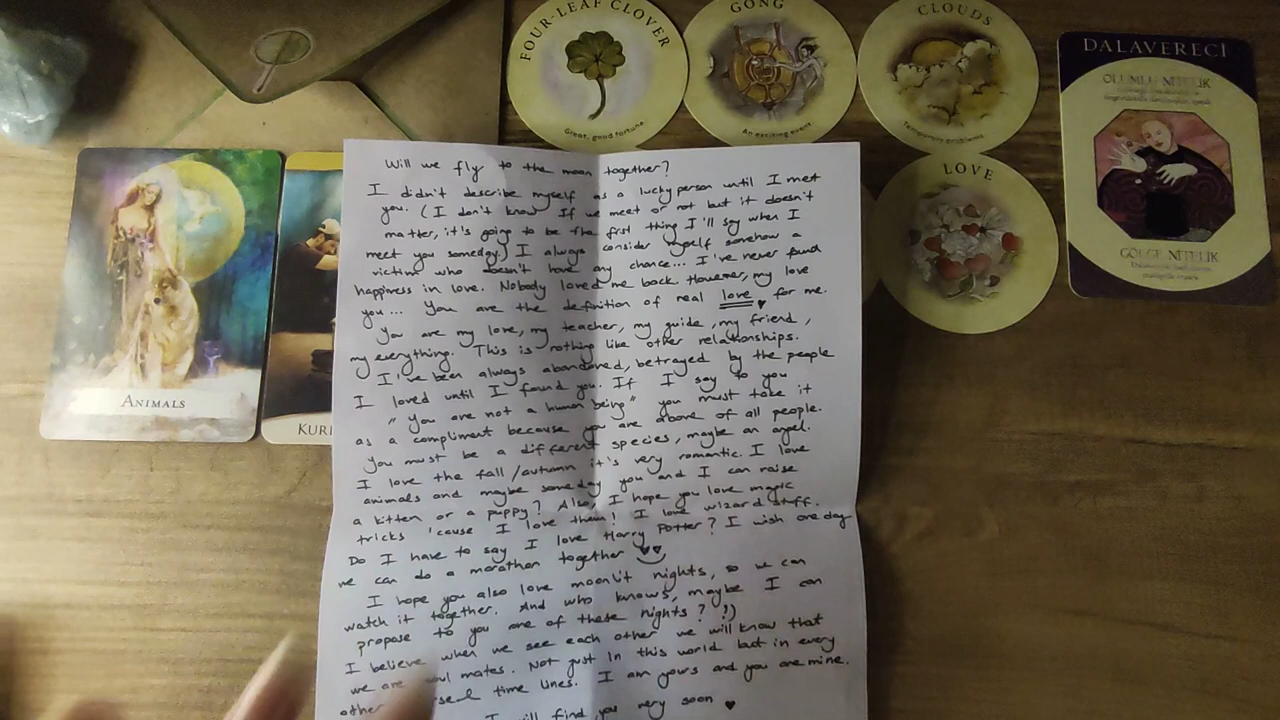 FOUR-LEAF CLOVER
Great, good fortune
GONG
An exciting event
CLOUDS
Temporary problems
LOVE
DALAVERECİ
OLUMLU NİTELİK
GÖLGE NİTELİK
ANIMALS
KURI
Will we fly to the moon together?
I didn't describe myself as a lucky person until I met
you. (I don't know If we meet or not but it doesn't
matter, it's going to be the first thing I'll say when I
meet you someday.) I always consider myself somehow a
victim who doesn't have any chance... I've never found
happiness in love. Nobody loved me back. However, my love
you... You are the definition of real love ♥ for me.
You are my love, my teacher, my guide, my friend,
my everything. This is nothing like other relationships.
I've been always abandoned, betrayed by the people
I loved until I found you. If I say to you
"You are not a human being" you must take it
as a compliment because you are above of all people.
You must be a different species, maybe an angel.
I love the fall/autumn it's very romantic. I love
animals and maybe someday you and I can raise
a kitten or a puppy? Also, I hope you love magic
tricks 'cause I love them! I love wizard stuff.
Do I have to say I love Harry Potter? I wish one day
we can do a marathon together ♥♥
I hope you also love moonlit nights, so we can
watch it together. And who knows, maybe I can
propose to you one of these nights? :)
I believe when we see each other we will know that
we are soul mates. Not just in this world but in every
other time lines. I am yours and you are mine.
I will find you very soon ♥